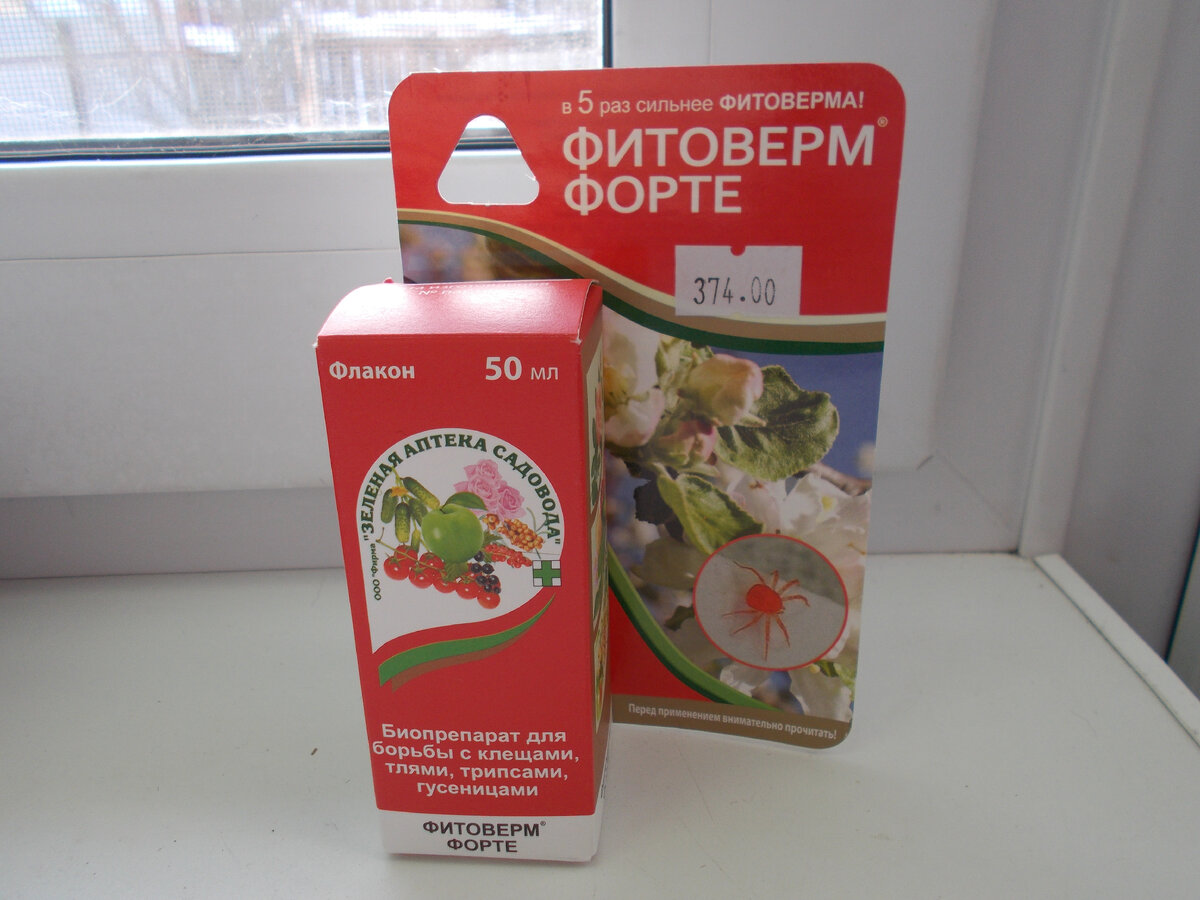 в 5 раз сильнее ФИТОВЕРМА!
ФИТОВЕРМ®
ФОРТЕ
374.00
Флакон 50 мл
ООО "Фирма "ЗЕЛЕНАЯ АПТЕКА САДОВОДА"
Биопрепарат для
борьбы с клещами,
тлями, трипсами,
гусеницами
ФИТОВЕРМ®
ФОРТЕ
Перед применением внимательно прочитать!